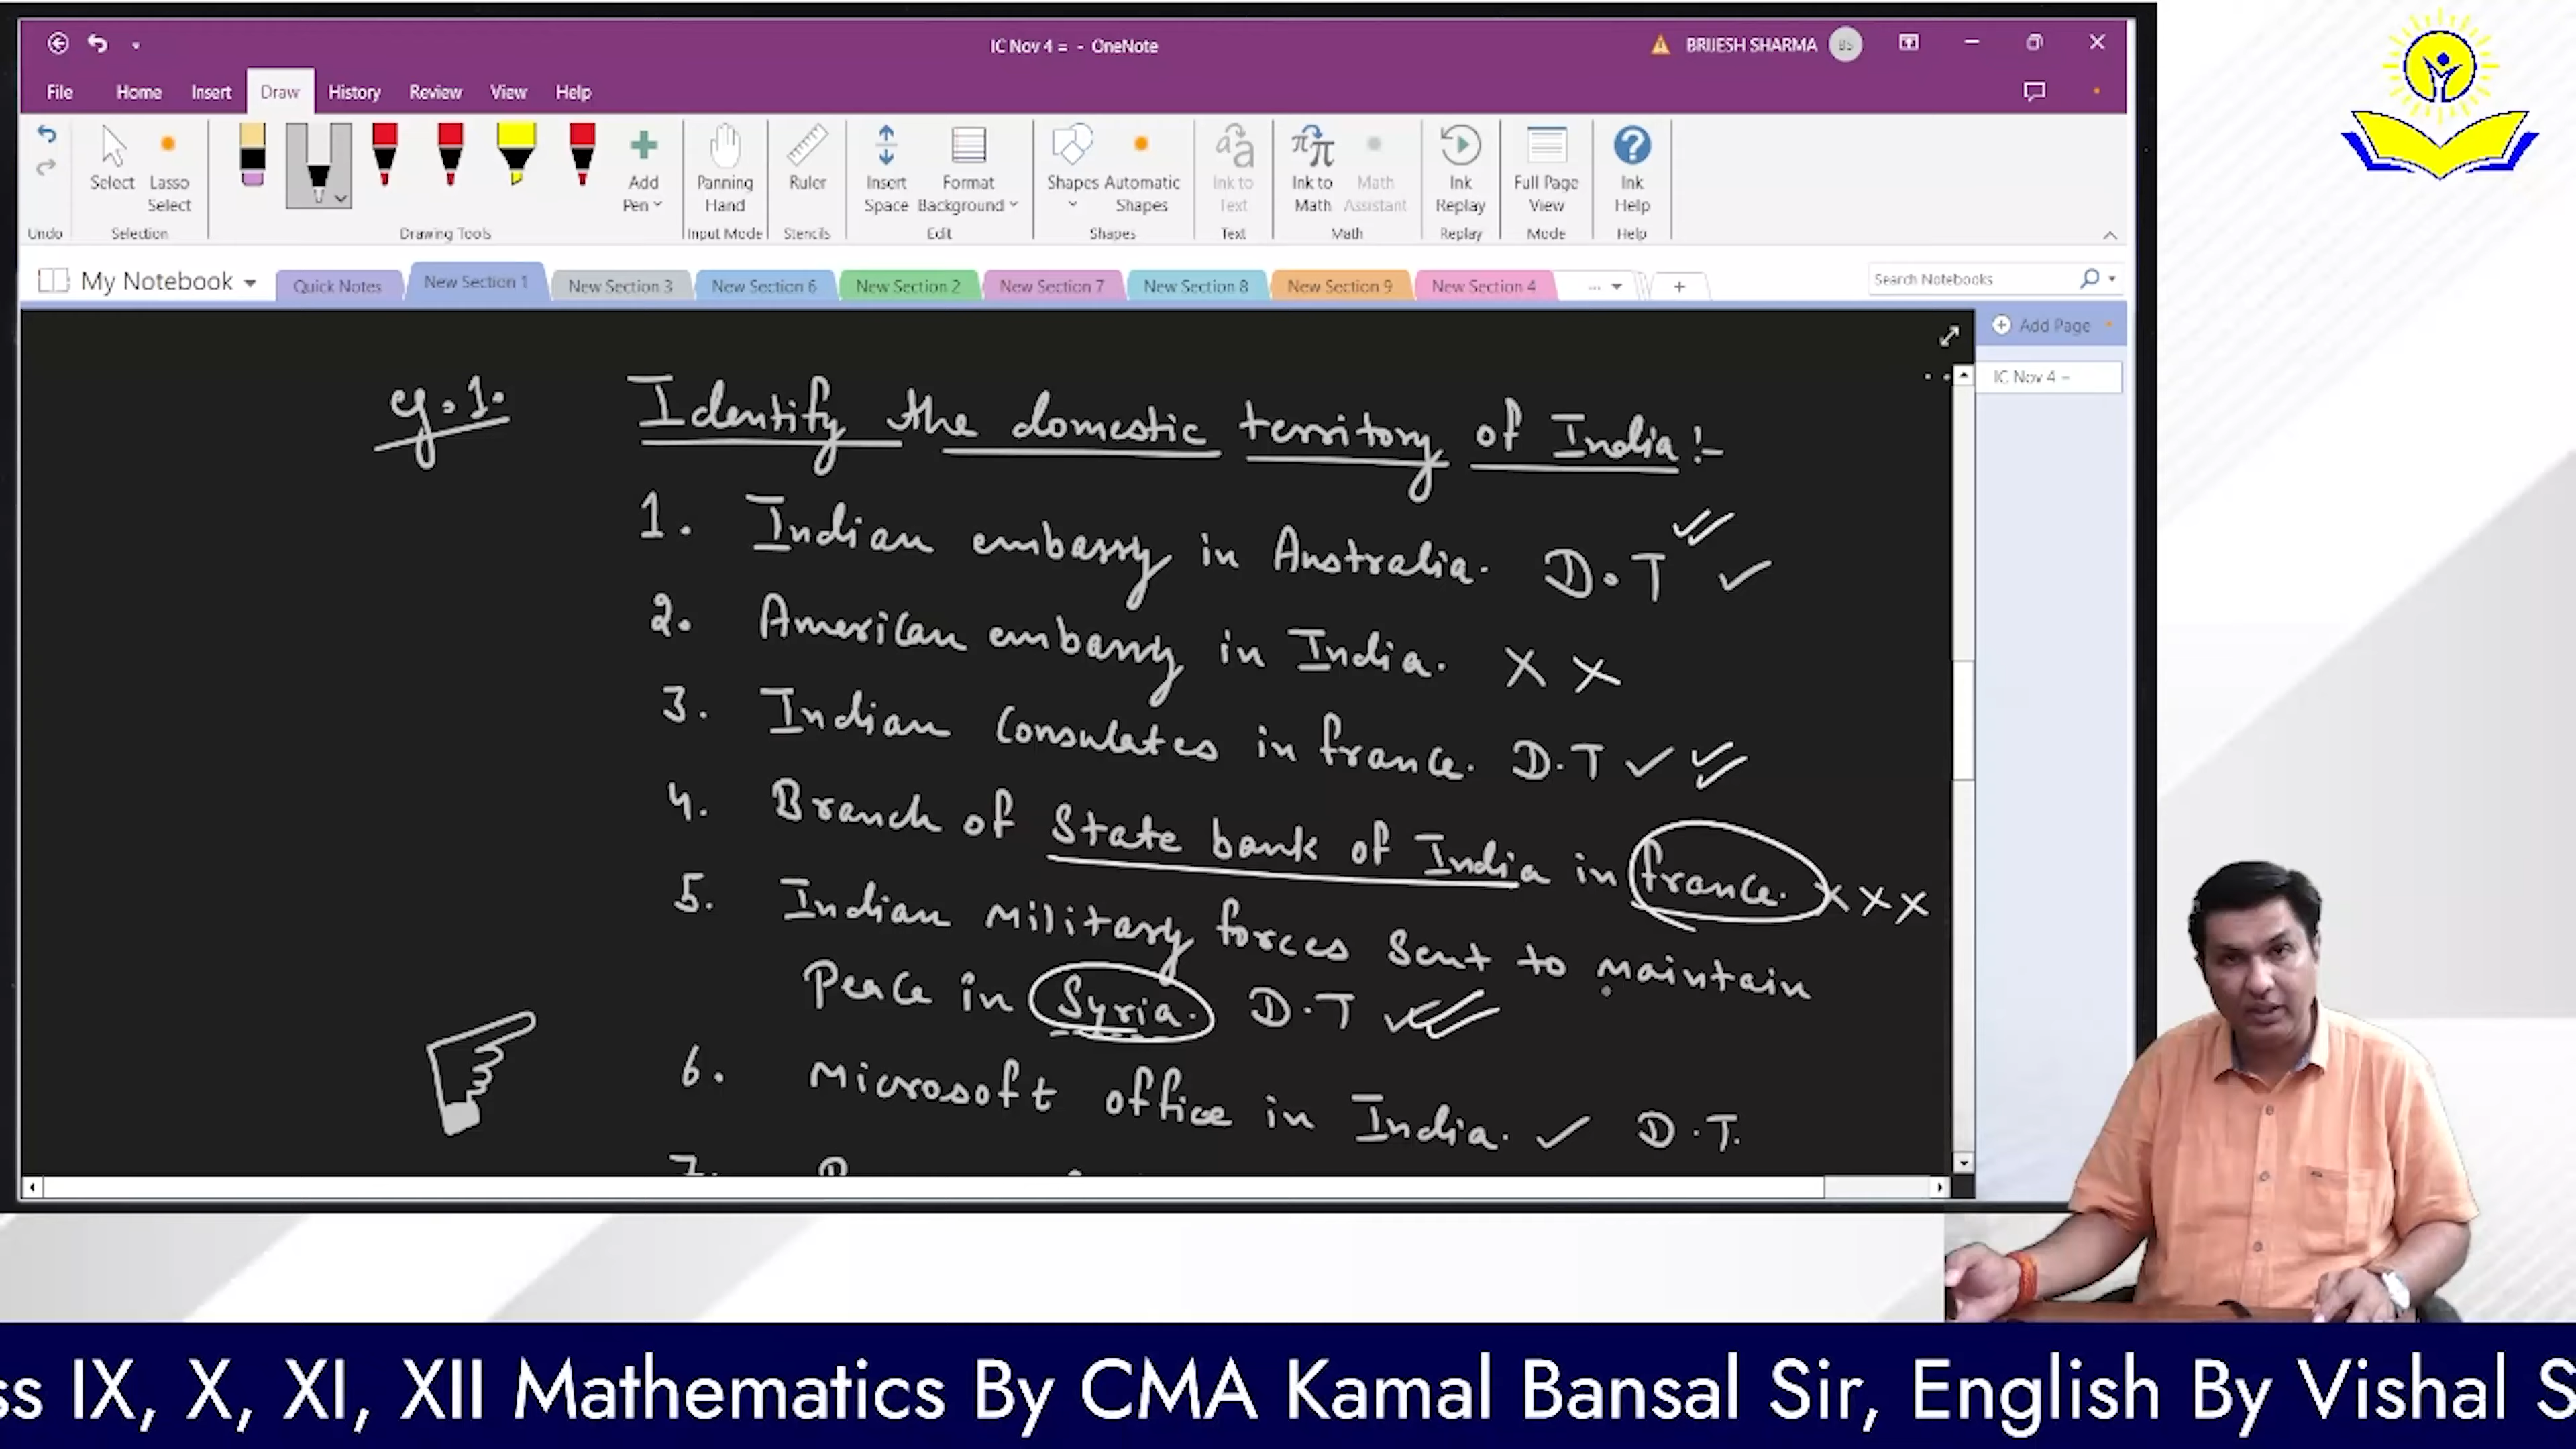 IC Nov 4 = - OneNote
BRIJESH SHARMA BS
File Home Insert Draw History Review View Help
Select Lasso Select Add Pen Panning Hand Ruler Insert Space Format Background Shapes Automatic Shapes Ink to Text Ink to Math Math Assistant Ink Replay Full Page View Ink Help
Undo Selection Drawing Tools Input Mode Stencils Edit Shapes Text Math Replay Mode Help
My Notebook Quick Notes New Section 1 New Section 3 New Section 6 New Section 2 New Section 7 New Section 8 New Section 9 New Section 4 ... + Search Notebooks
Add Page
IC Nov 4 =
eg.1. Identify the domestic territory of India :-
1. Indian embassy in Australia. D.T ✓✓ ✓
2. American embassy in India. X X
3. Indian Consulates in france. D.T ✓ ✓✓
4. Branch of State bank of India in france. X X X
5. Indian Military forces Sent to maintain
Peace in Syria. D.T ✓✓✓
6. Microsoft office in India. ✓ D.T.
7.
ss IX, X, XI, XII Mathematics By CMA Kamal Bansal Sir, English By Vishal S